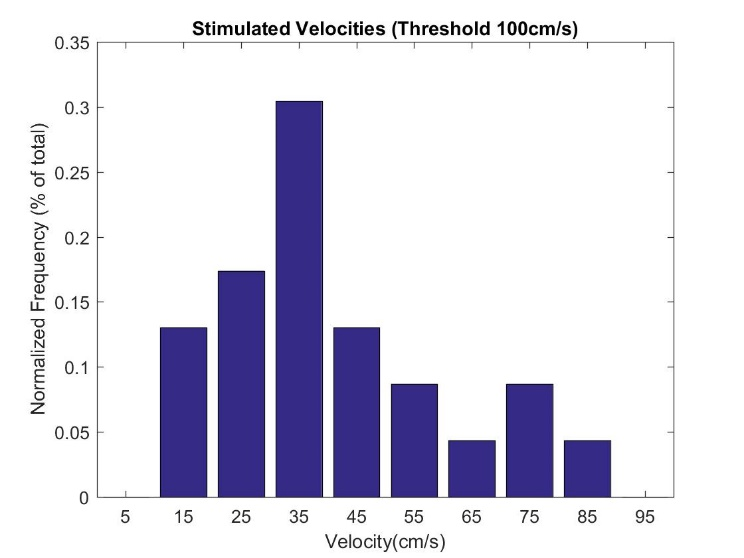 Stimulated Velocities (Threshold 100cm/s)
Normalized Frequency (% of total)
0.35
0.3
0.25
0.2
0.15
0.1
0.05
0
5 15 25 35 45 55 65 75 85 95
Velocity(cm/s)